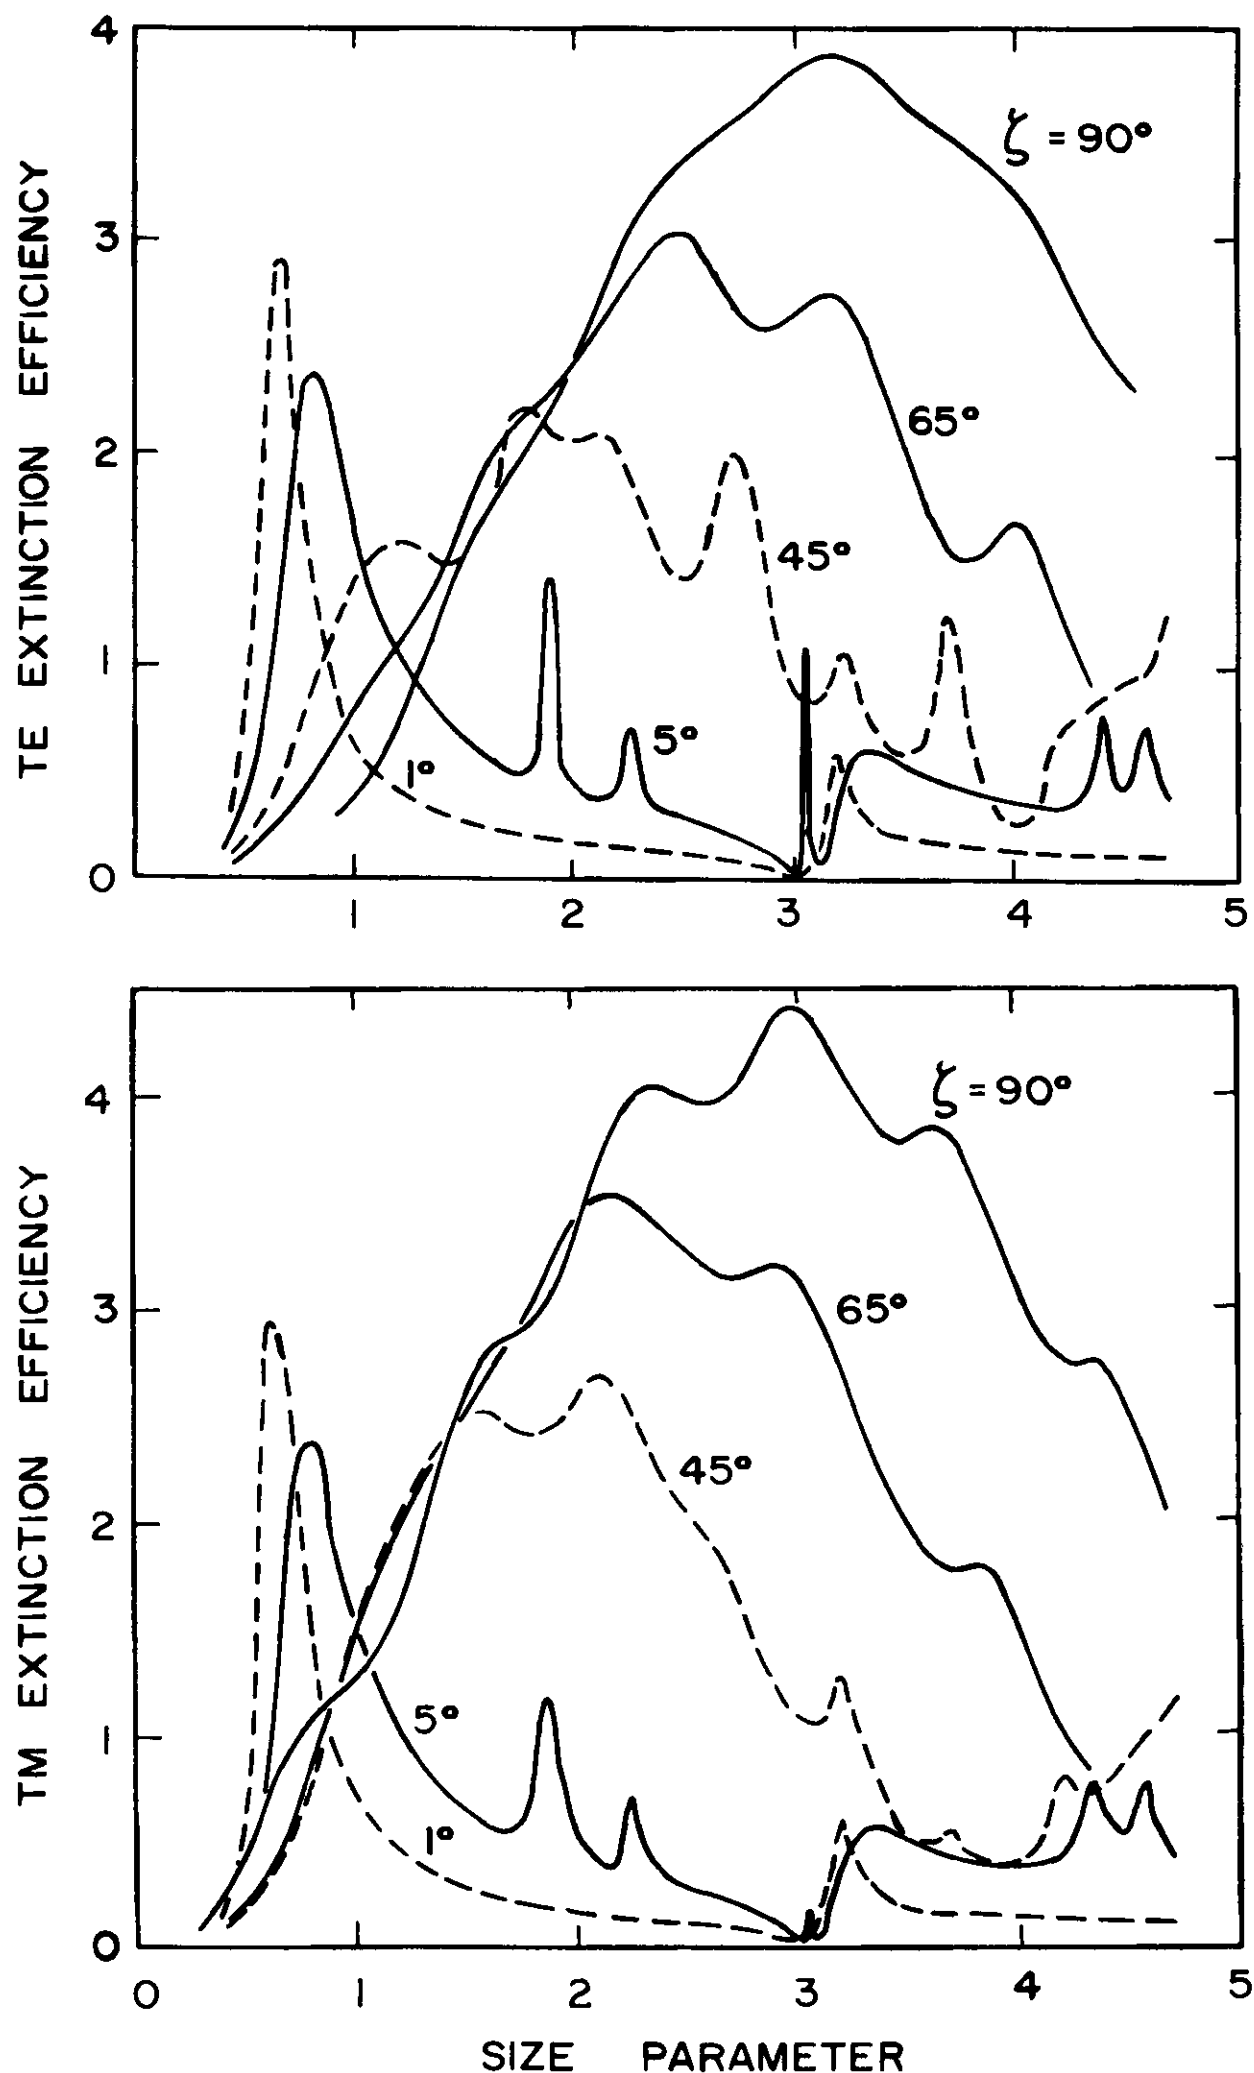 4
3
2
1
0
TE EXTINCTION EFFICIENCY
ζ = 90°
65°
45°
5°
1°
1 2 3 4 5
4
3
2
1
0
TM EXTINCTION EFFICIENCY
ζ = 90°
65°
45°
5°
1°
0 1 2 3 4 5
SIZE PARAMETER